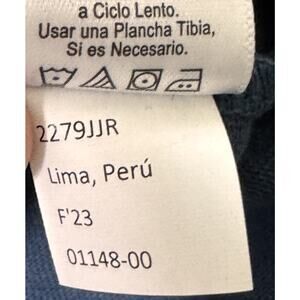 a Ciclo Lento.
Usar una Plancha Tibia,
Si es Necesario.
2279JJR
Lima, Perú
F'23
01148-00